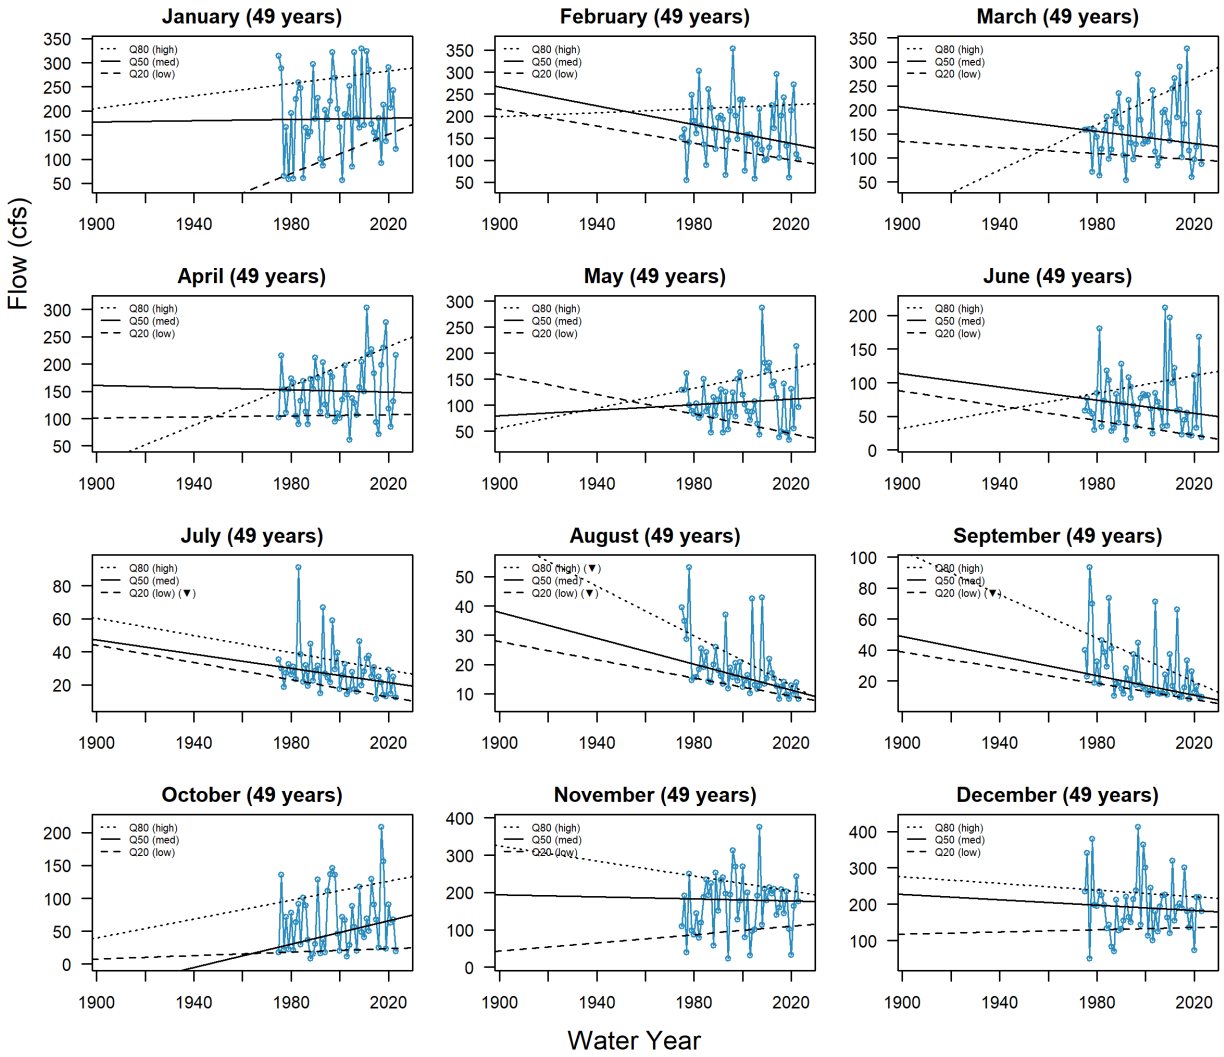 January (49 years)
350
300
250
200
150
100
50
Q80 (high)
Q50 (med)
Q20 (low)
1900
1940
1980
2020
February (49 years)
350
300
250
200
150
100
50
Q80 (high)
Q50 (med)
Q20 (low)
1900
1940
1980
2020
March (49 years)
350
300
250
200
150
100
50
Q80 (high)
Q50 (med)
Q20 (low)
1900
1940
1980
2020
Flow (cfs)
April (49 years)
300
250
200
150
100
50
Q80 (high)
Q50 (med)
Q20 (low)
1900
1940
1980
2020
May (49 years)
300
250
200
150
100
50
Q80 (high)
Q50 (med)
Q20 (low)
1900
1940
1980
2020
June (49 years)
200
150
100
50
0
Q80 (high)
Q50 (med)
Q20 (low)
1900
1940
1980
2020
July (49 years)
80
60
40
20
Q80 (high)
Q50 (med)
Q20 (low) (▼)
1900
1940
1980
2020
August (49 years)
50
40
30
20
10
Q80 (high) (▼)
Q50 (med)
Q20 (low) (▼)
1900
1940
1980
2020
September (49 years)
100
80
60
40
20
Q80 (high)
Q50 (med)
Q20 (low) (▼)
1900
1940
1980
2020
October (49 years)
200
150
100
50
0
Q80 (high)
Q50 (med)
Q20 (low)
1900
1940
1980
2020
November (49 years)
400
300
200
100
0
Q80 (high)
Q50 (med)
Q20 (low)
1900
1940
1980
2020
December (49 years)
400
300
200
100
Q80 (high)
Q50 (med)
Q20 (low)
1900
1940
1980
2020
Water Year